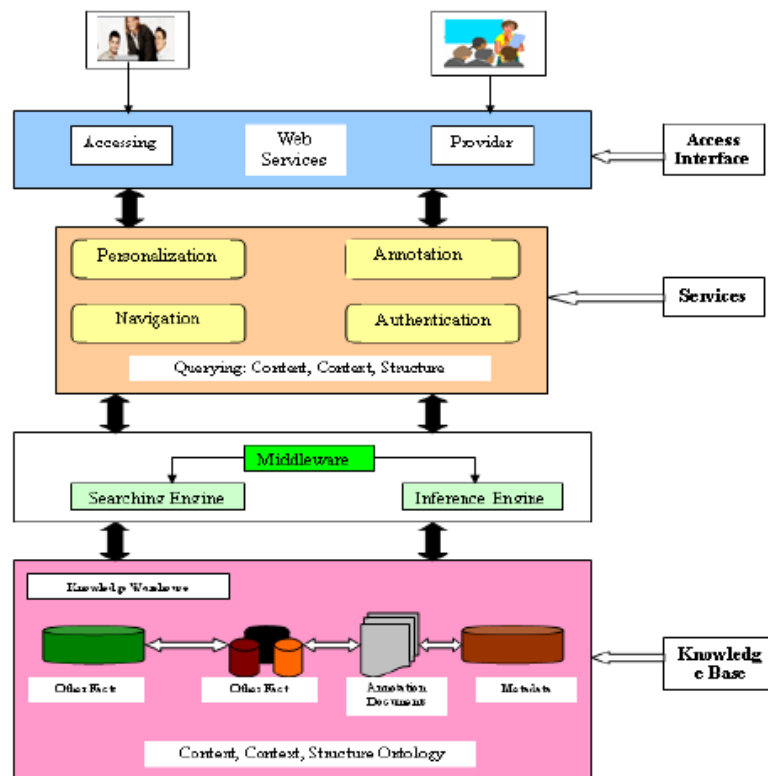 Accessing
Web
Services
Provider
Access
Interface
Personalization
Annotation
Services
Navigation
Authentication
Querying: Content, Context, Structure
Middleware
Searching Engine
Inference Engine
Knowledge Warehouse
Other Facts
Other Fact
Annotation
Documents
Metadata
Knowledg
e Base
Content, Context, Structure Ontology